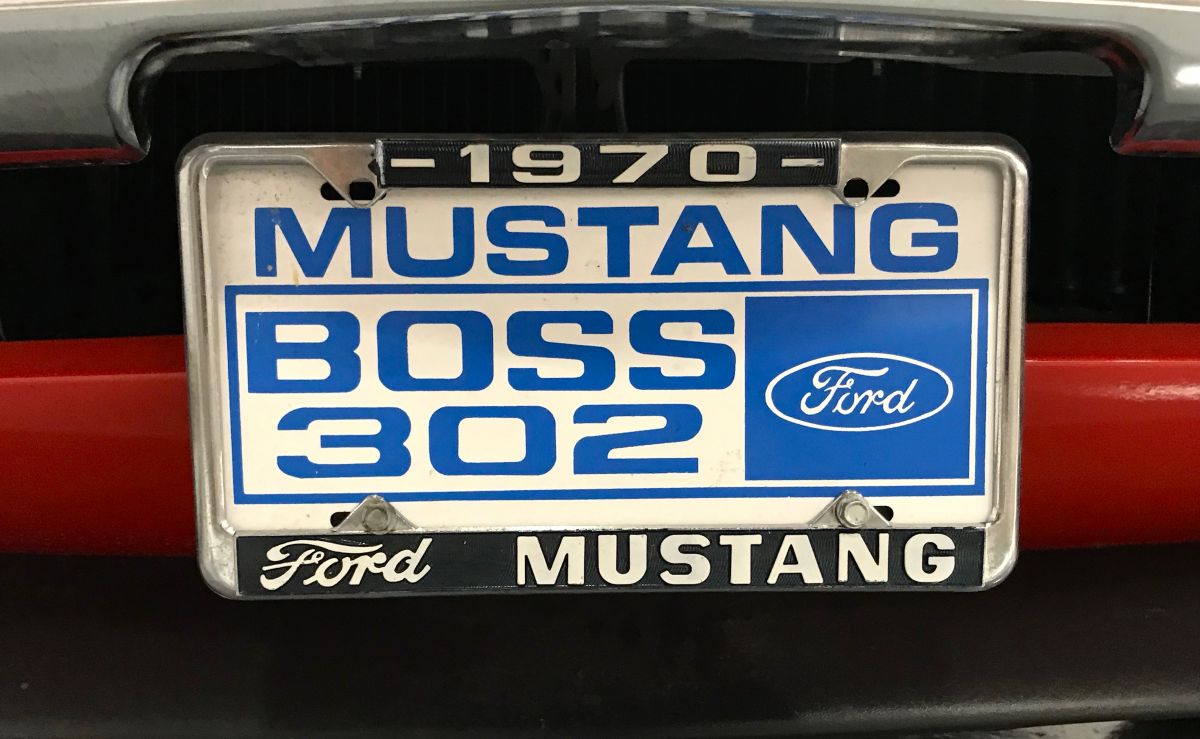 -1970-
MUSTANG
BOSS
302
Ford
Ford MUSTANG